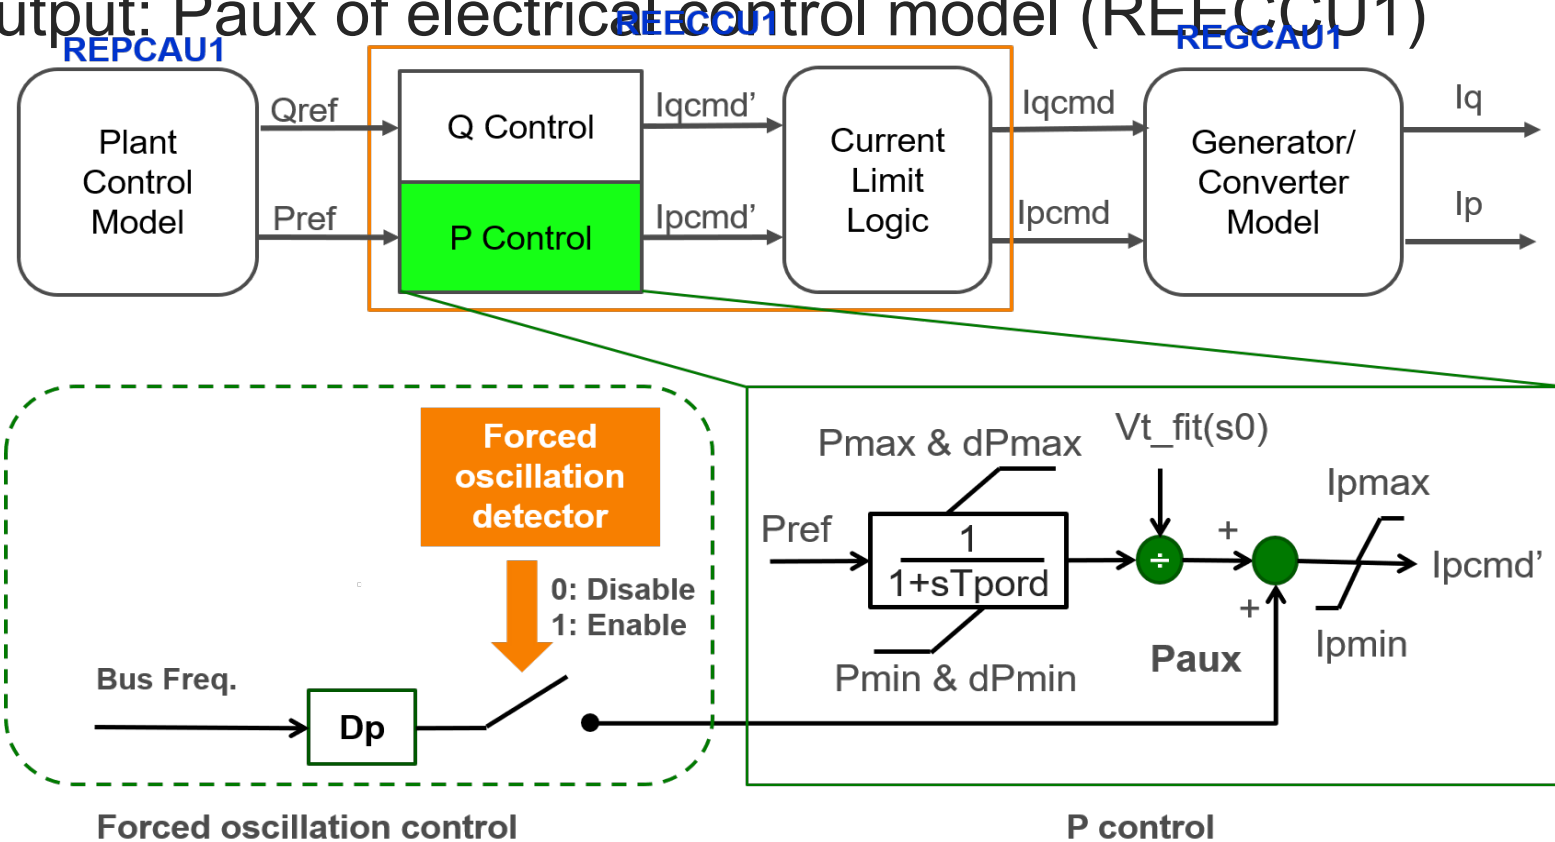 utput: Paux of electrical control model (REECCU1)
REPCAU1
REECCU1
REGCAU1
Plant
Control
Model
Qref
Pref
Q Control
P Control
Iqcmd’
Ipcmd’
Current
Limit
Logic
Iqcmd
Ipcmd
Generator/
Converter
Model
Iq
Ip
Forced
oscillation
detector
0: Disable
1: Enable
Bus Freq.
Dp
Forced oscillation control
Pmax & dPmax
Vt_fit(s0)
Pref
1
1+sTpord
Pmin & dPmin
÷
+
+
Paux
Ipmax
Ipcmd’
Ipmin
P control